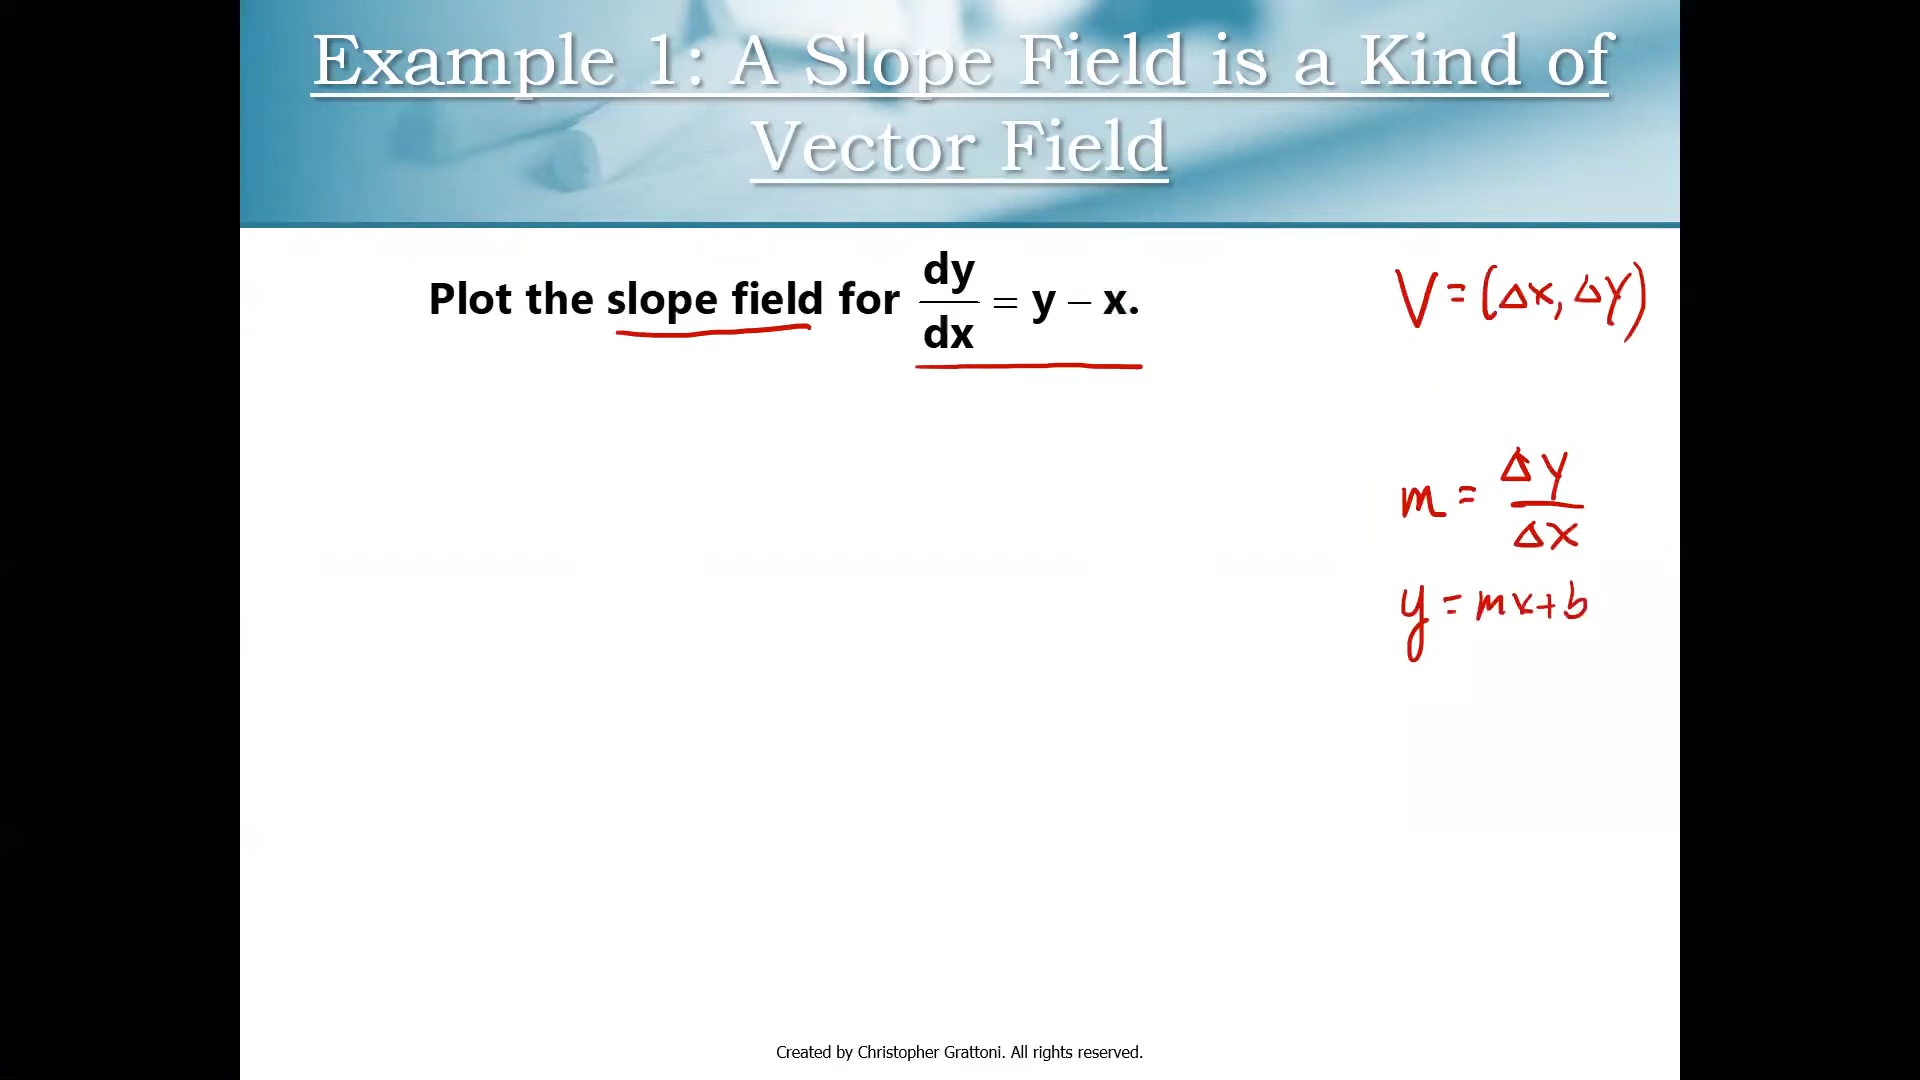 Example 1: A Slope Field is a Kind of
Vector Field
Plot the slope field for dy/dx = y − x.
V = (Δx, Δy)
m = Δy/Δx
y = mx+b
Created by Christopher Grattoni. All rights reserved.